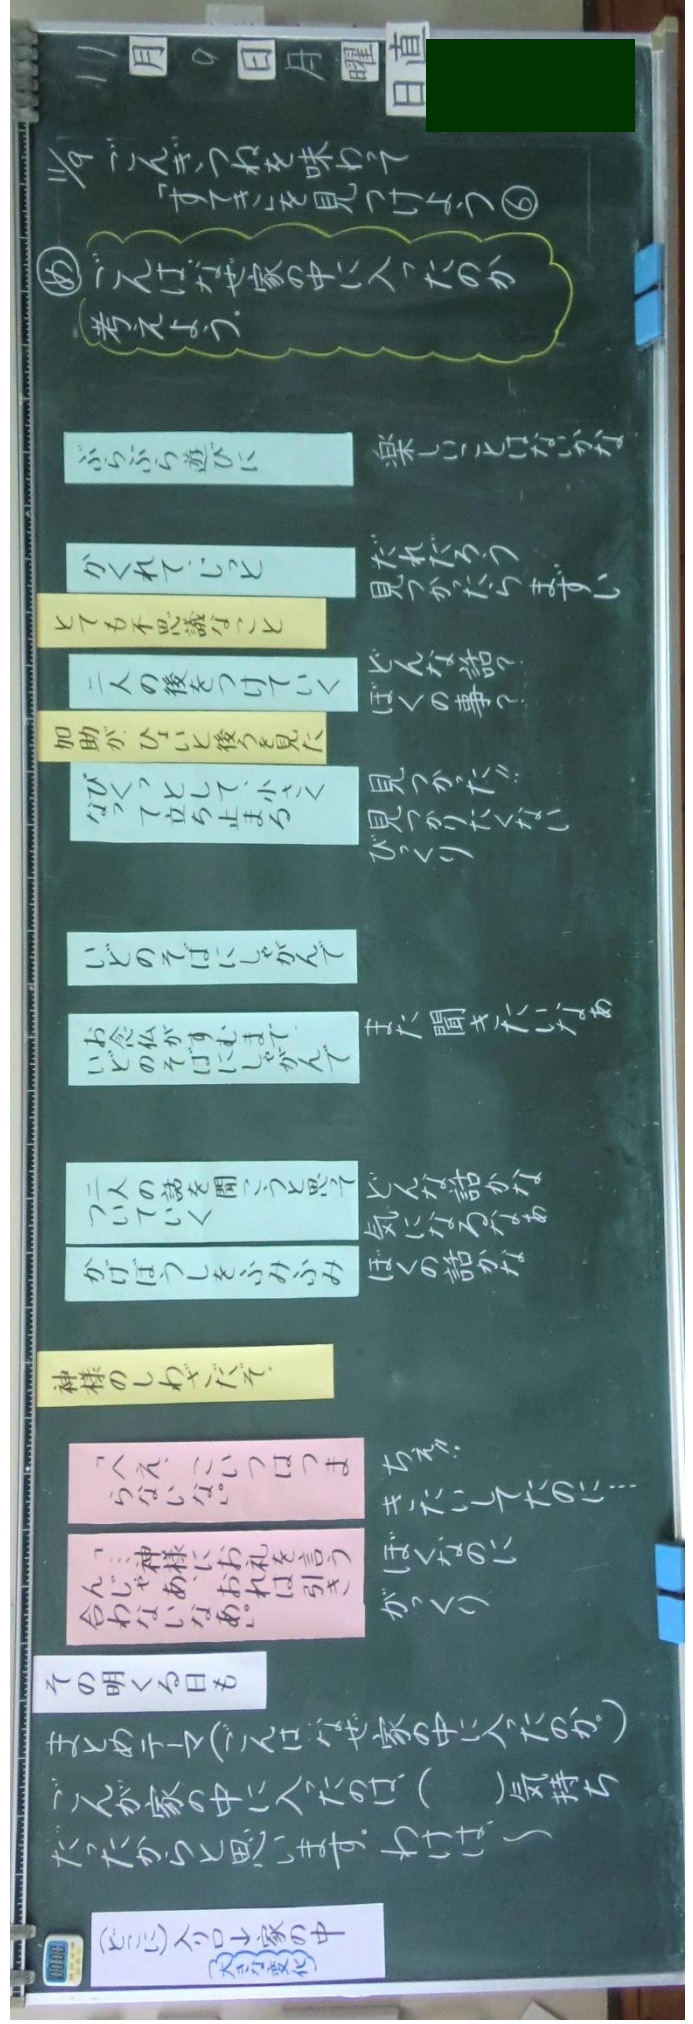 11月9日月曜
日直
11/9 ごんぎつねを味わって
「すてき」を見つけよう⑥
め ごんはなぜ家の中に入ったのか
考えよう。
ぶらぶら遊びに
楽しいことはないかな
かくれて、じっと
だれだろう
見つかったらまずい
とても不思議なこと
二人の後をつけていく
どんな話?
ぼくの事?
加助が、ひょいと後ろを見た
びくっとして、小さく
なって立ち止まる
見つかった!!
見つかりたくない
びっくり
いどのそばにしゃがんで
お念仏がすむまで、
いどのそばにしゃがんで
また聞きたいなあ
二人の話を聞こうと思って
ついていく
どんな話かな
気になるなあ
かげぼうしをふみふみ
ぼくの話かな
神様のしわざだぞ
「へえ、こいつはつま
らないな。」
ちえ!!
きたいしてたのに…
「…神様にお礼を言う
んじゃあ、おれは引き
合わないなあ。」
ぼくなのに
がっくり
その明くる日も
まとめテーマ(ごんはなぜ家の中に入ったのか。)
ごんが家の中に入ったのは、( )気持ち
だったからと思います。わけは、〜
(どこに)入り口→家の中
大きな変化